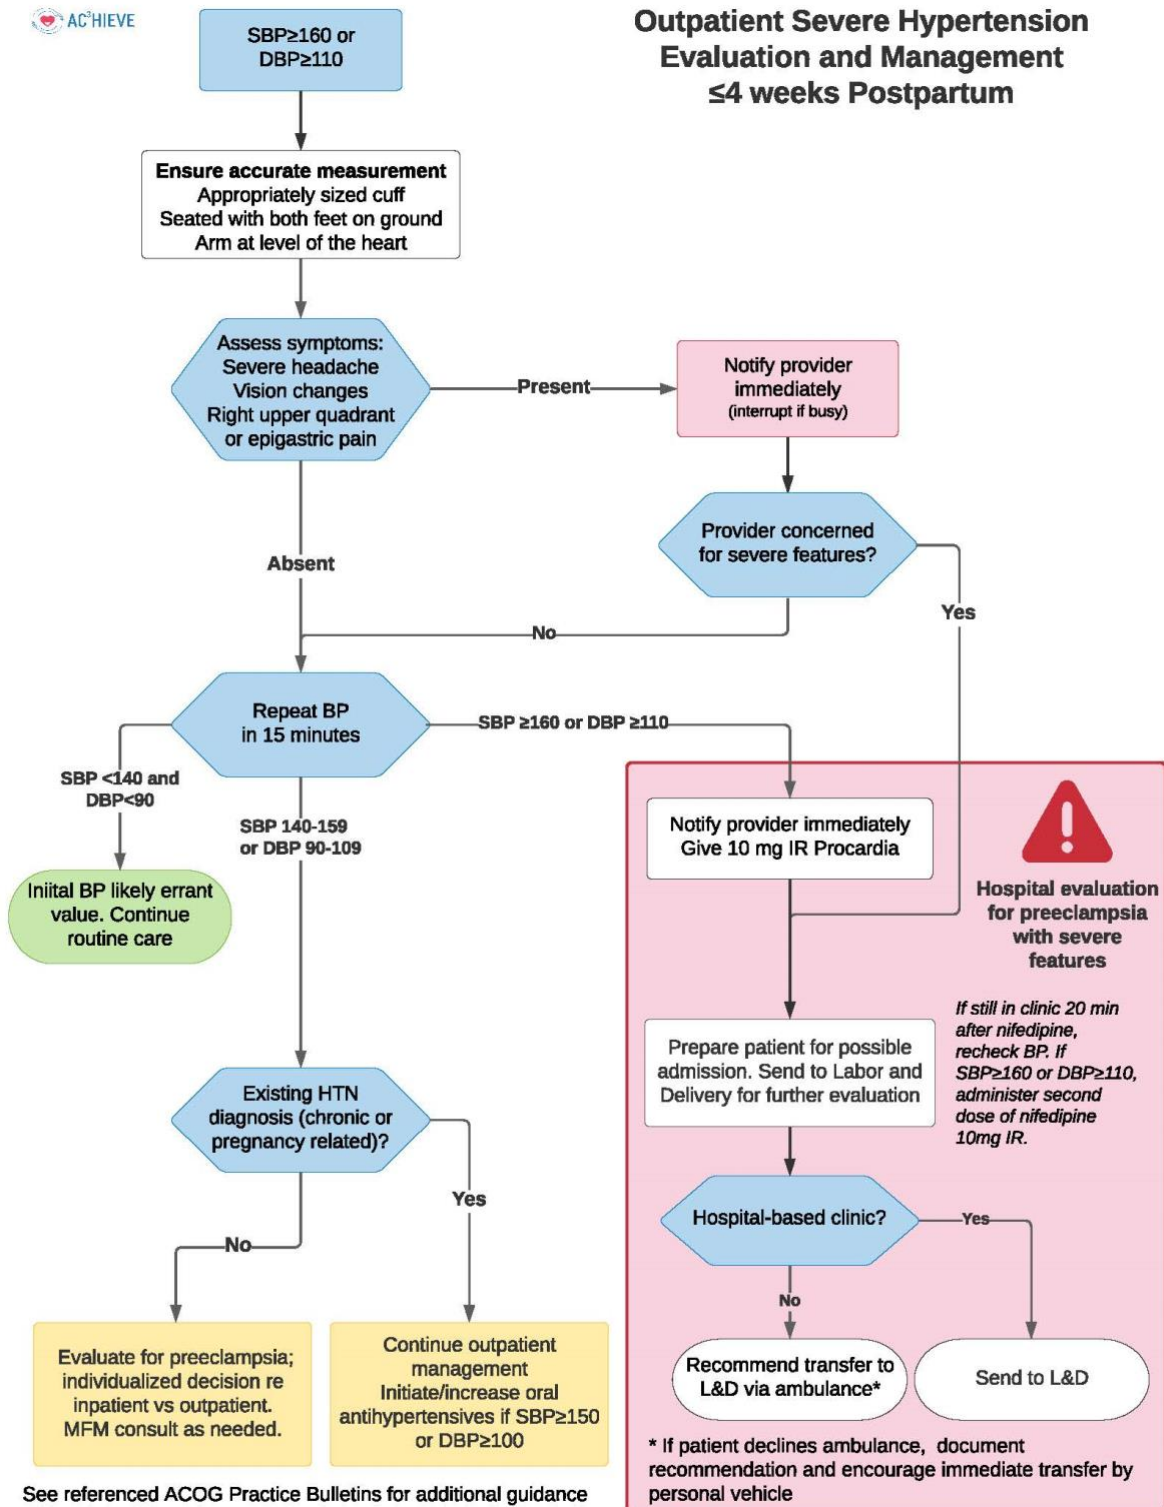 AC³HIEVE
Outpatient Severe Hypertension
Evaluation and Management
≤4 weeks Postpartum
SBP≥160 or
DBP≥110
Ensure accurate measurement
Appropriately sized cuff
Seated with both feet on ground
Arm at level of the heart
Assess symptoms:
Severe headache
Vision changes
Right upper quadrant
or epigastric pain
Present
Notify provider
immediately
(interrupt if busy)
Provider concerned
for severe features?
Absent
No
Yes
Repeat BP
in 15 minutes
SBP ≥160 or DBP ≥110
SBP <140 and
DBP<90
SBP 140-159
or DBP 90-109
Iniital BP likely errant
value. Continue
routine care
Notify provider immediately
Give 10 mg IR Procardia
Hospital evaluation
for preeclampsia
with severe
features
If still in clinic 20 min
after nifedipine,
recheck BP. If
SBP≥160 or DBP≥110,
administer second
dose of nifedipine
10mg IR.
Prepare patient for possible
admission. Send to Labor and
Delivery for further evaluation
Existing HTN
diagnosis (chronic or
pregnancy related)?
No
Yes
Hospital-based clinic?
Yes
No
Evaluate for preeclampsia;
individualized decision re
inpatient vs outpatient.
MFM consult as needed.
Continue outpatient
management
Initiate/increase oral
antihypertensives if SBP≥150
or DBP≥100
Recommend transfer to
L&D via ambulance*
Send to L&D
* If patient declines ambulance, document
recommendation and encourage immediate transfer by
personal vehicle
See referenced ACOG Practice Bulletins for additional guidance